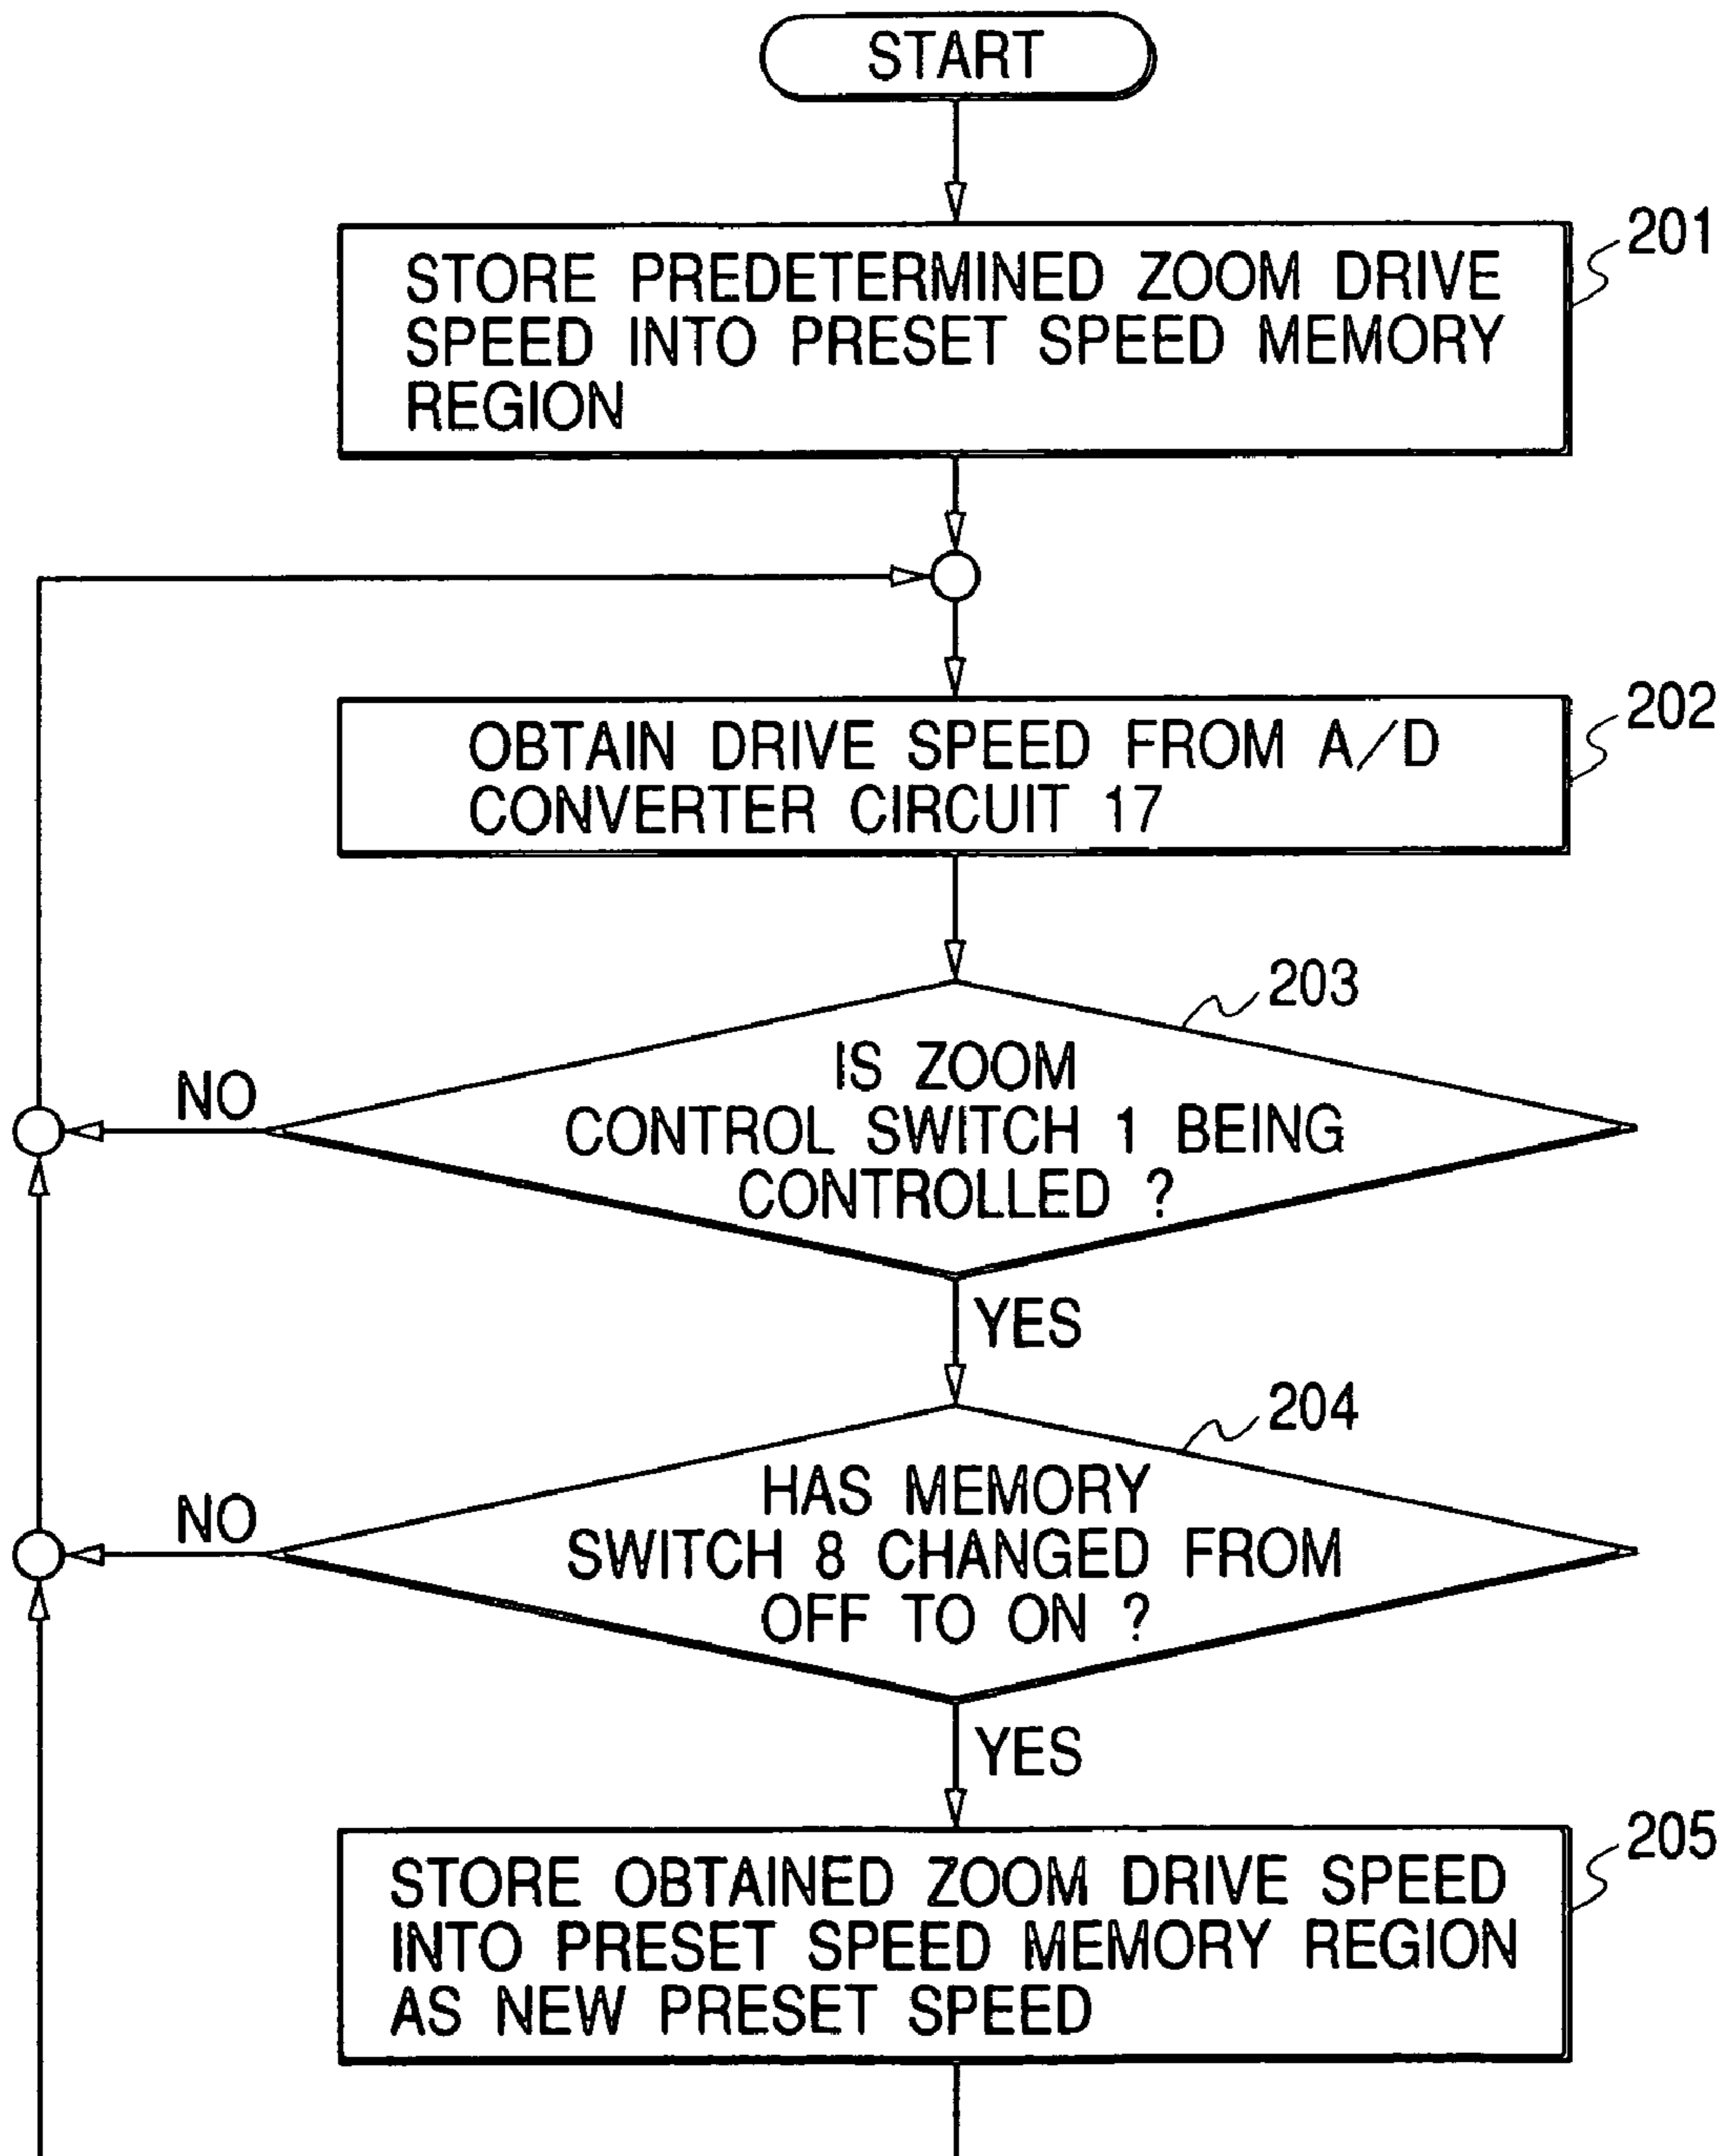 START
201
STORE PREDETERMINED ZOOM DRIVE
SPEED INTO PRESET SPEED MEMORY
REGION
202
OBTAIN DRIVE SPEED FROM A/D
CONVERTER CIRCUIT 17
203
IS ZOOM
CONTROL SWITCH 1 BEING
CONTROLLED ?
NO
YES
204
HAS MEMORY
SWITCH 8 CHANGED FROM
OFF TO ON ?
NO
YES
205
STORE OBTAINED ZOOM DRIVE SPEED
INTO PRESET SPEED MEMORY REGION
AS NEW PRESET SPEED